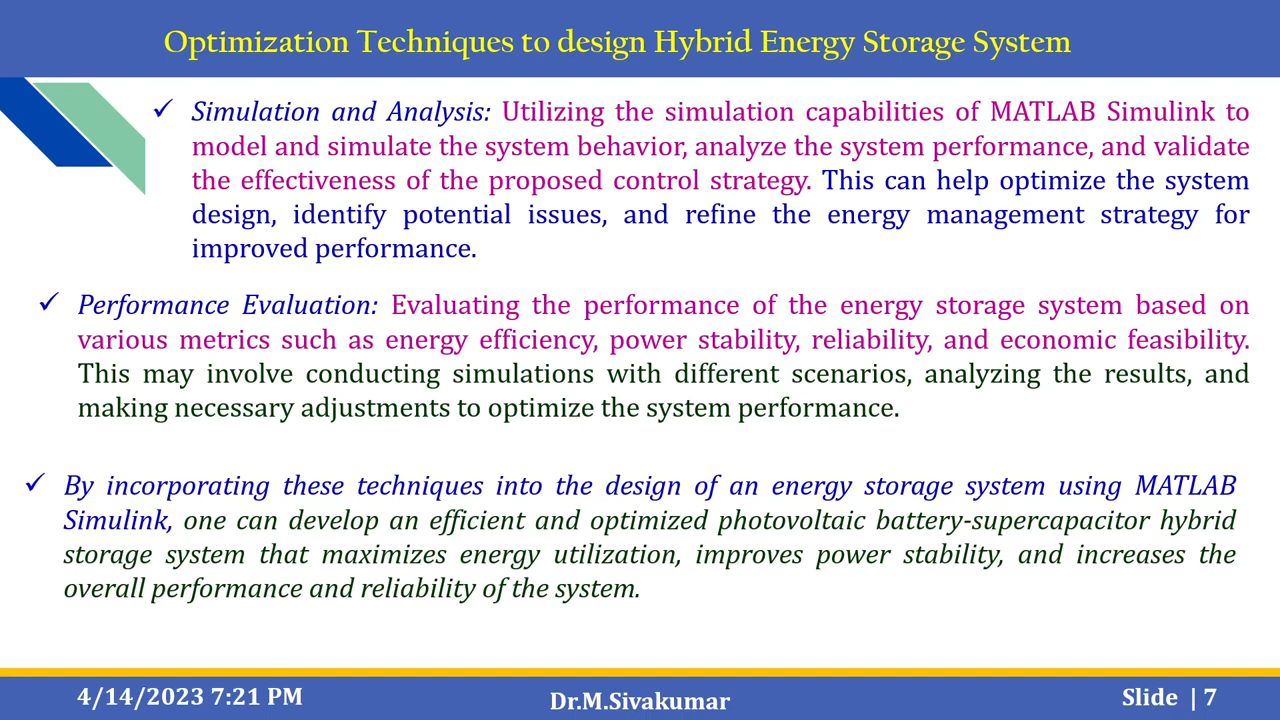 Optimization Techniques to design Hybrid Energy Storage System
✓ Simulation and Analysis: Utilizing the simulation capabilities of MATLAB Simulink to
model and simulate the system behavior, analyze the system performance, and validate
the effectiveness of the proposed control strategy. This can help optimize the system
design, identify potential issues, and refine the energy management strategy for
improved performance.
✓ Performance Evaluation: Evaluating the performance of the energy storage system based on
various metrics such as energy efficiency, power stability, reliability, and economic feasibility.
This may involve conducting simulations with different scenarios, analyzing the results, and
making necessary adjustments to optimize the system performance.
✓ By incorporating these techniques into the design of an energy storage system using MATLAB
Simulink, one can develop an efficient and optimized photovoltaic battery-supercapacitor hybrid
storage system that maximizes energy utilization, improves power stability, and increases the
overall performance and reliability of the system.
4/14/2023 7:21 PM
Dr.M.Sivakumar
Slide | 7